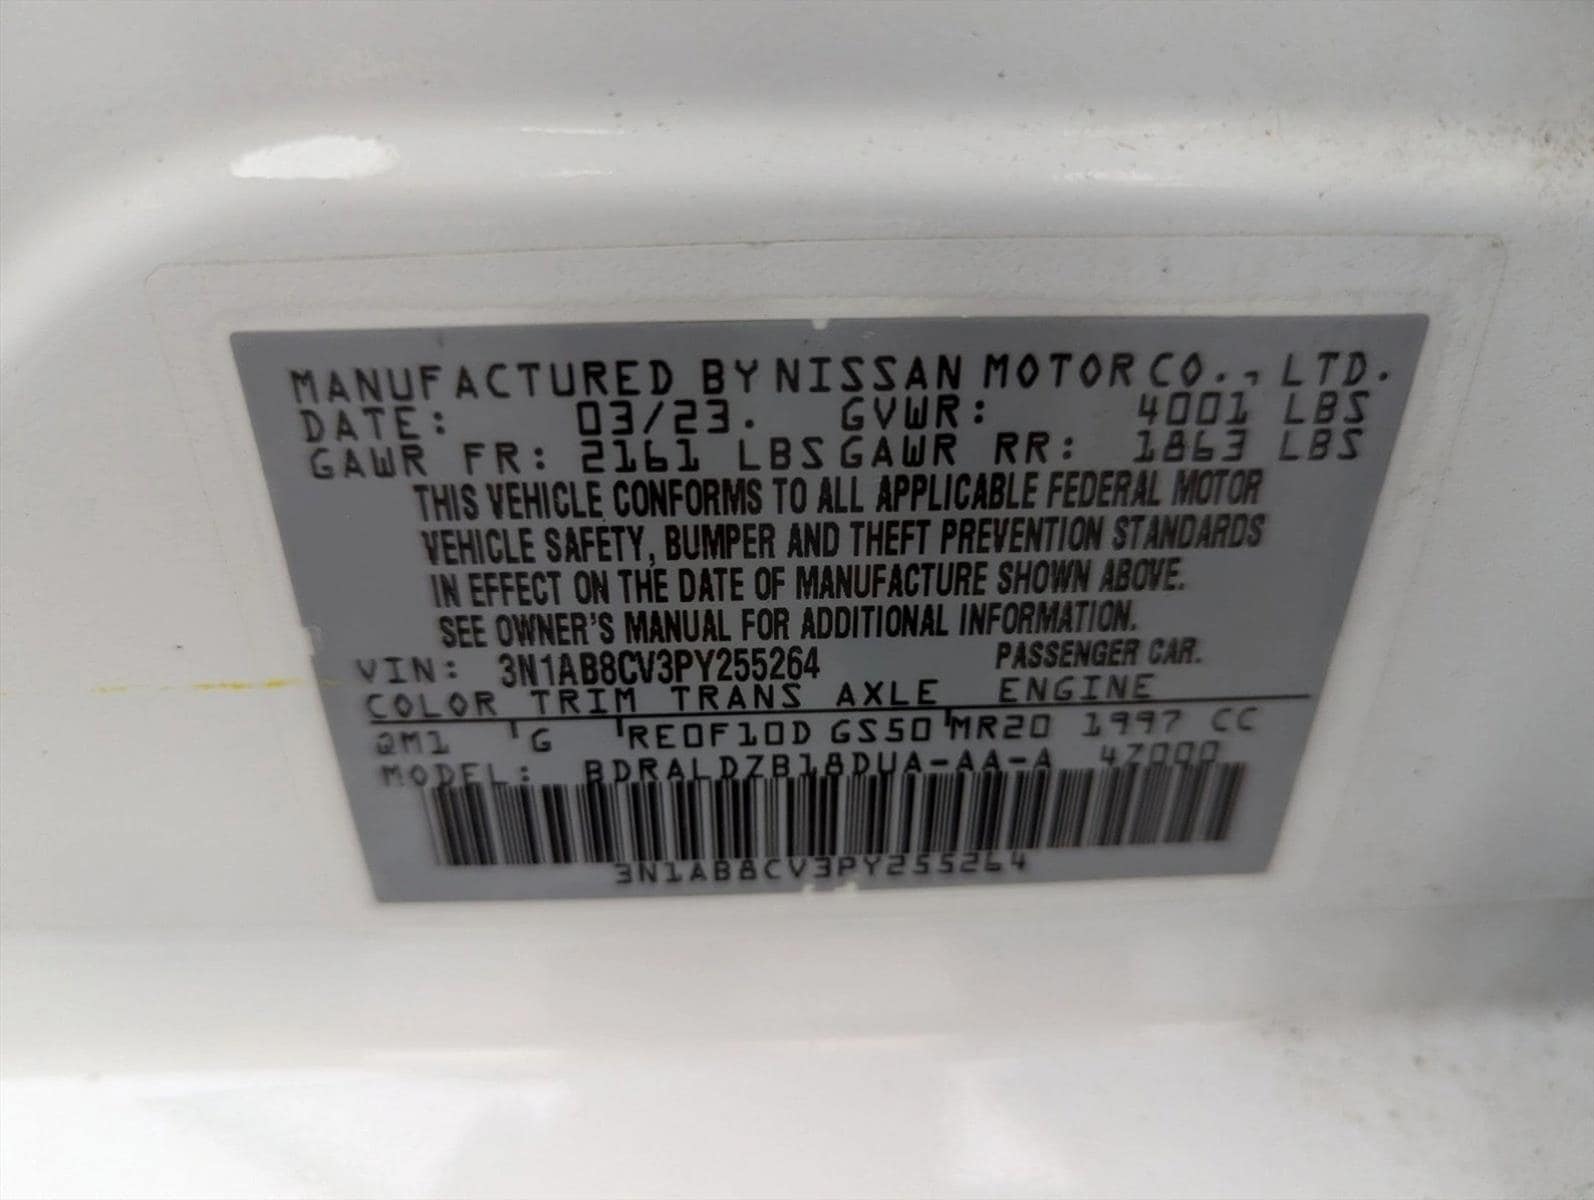 MANUFACTURED BY NISSAN MOTOR CO., LTD.
DATE: 03/23. GVWR: 4001 LBS
GAWR FR: 2161 LBS GAWR RR: 1863 LBS
THIS VEHICLE CONFORMS TO ALL APPLICABLE FEDERAL MOTOR
VEHICLE SAFETY, BUMPER AND THEFT PREVENTION STANDARDS
IN EFFECT ON THE DATE OF MANUFACTURE SHOWN ABOVE.
SEE OWNER'S MANUAL FOR ADDITIONAL INFORMATION.
VIN: 3N1AB8CV3PY255264 PASSENGER CAR.
COLOR TRIM TRANS AXLE ENGINE
QM1 G RE0F10D GS50 MR20 1997 CC
MODEL: BDRALDZB18DUA-AA-A 4Z000
3N1AB8CV3PY255264